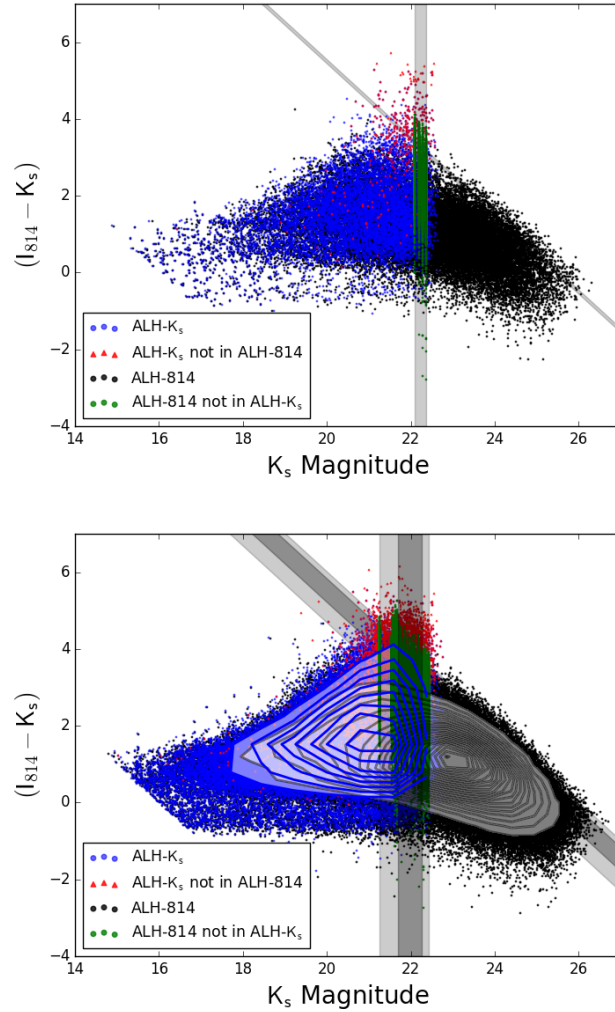 6
4
2
0
−2
−4
(I₈₁₄ − Kₛ)
ALH-Kₛ
ALH-Kₛ not in ALH-814
ALH-814
ALH-814 not in ALH-Kₛ
14 16 18 20 22 24 26
Kₛ Magnitude
6
4
2
0
−2
−4
(I₈₁₄ − Kₛ)
ALH-Kₛ
ALH-Kₛ not in ALH-814
ALH-814
ALH-814 not in ALH-Kₛ
14 16 18 20 22 24 26
Kₛ Magnitude